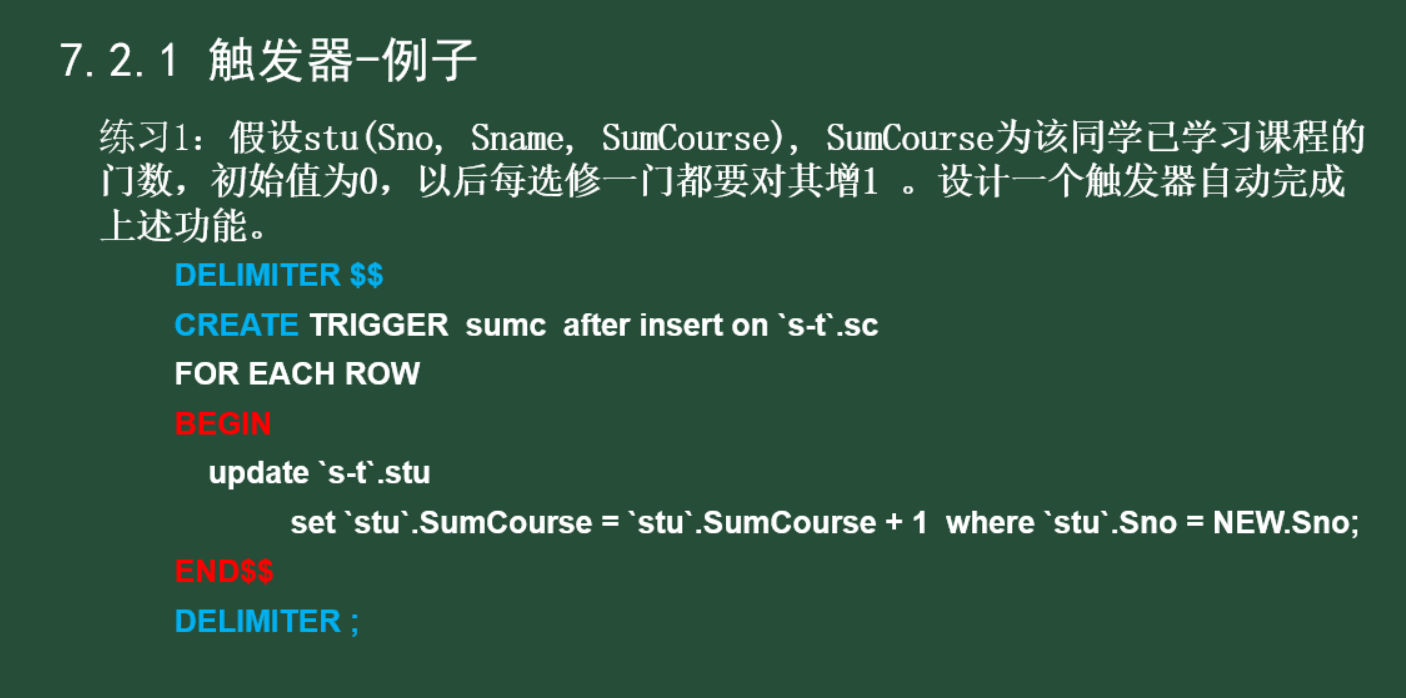 7.2.1 触发器-例子
练习1：假设stu(Sno, Sname, SumCourse), SumCourse为该同学已学习课程的
门数，初始值为0，以后每选修一门都要对其增1 。设计一个触发器自动完成
上述功能。
DELIMITER $$
CREATE TRIGGER sumc after insert on `s-t`.sc
FOR EACH ROW
BEGIN
update `s-t`.stu
set `stu`.SumCourse = `stu`.SumCourse + 1 where `stu`.Sno = NEW.Sno;
END$$
DELIMITER ;